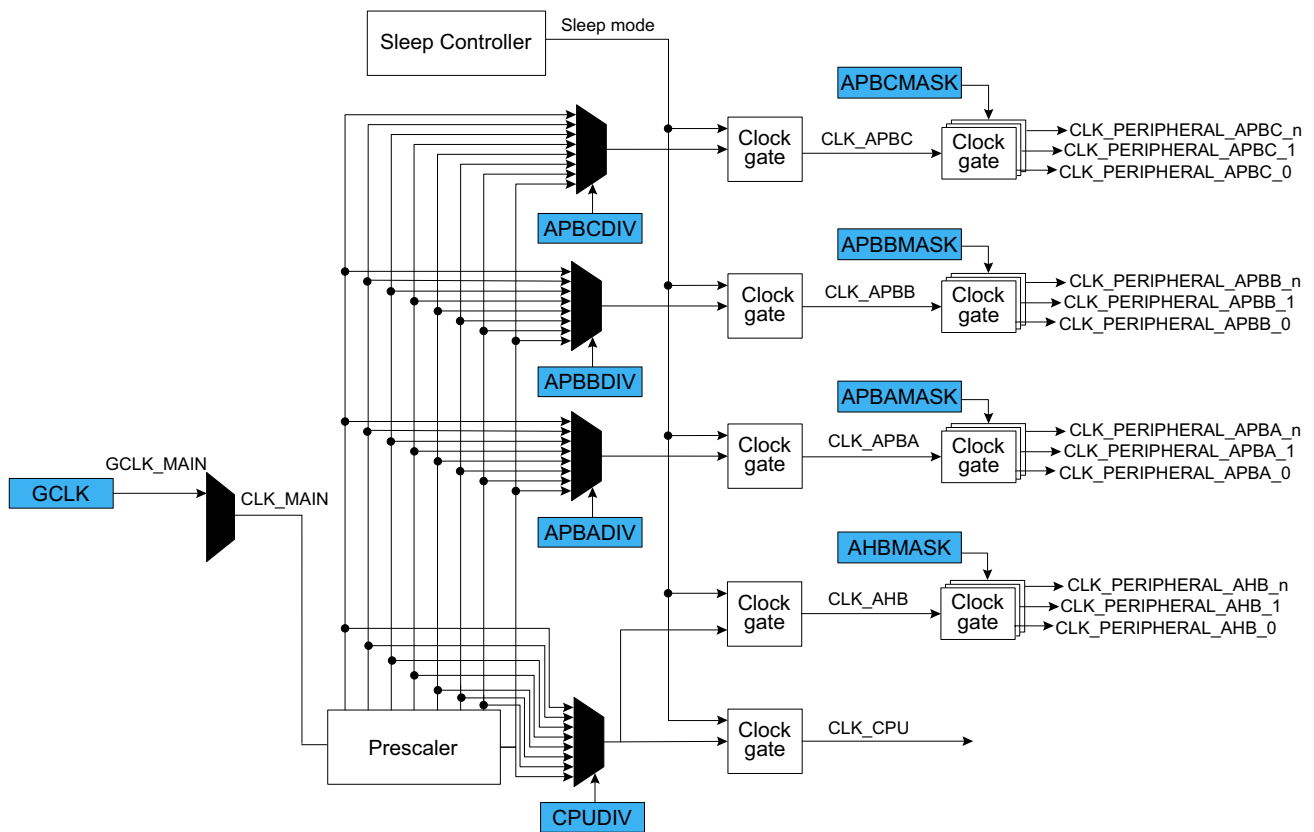 Sleep mode
Sleep Controller
APBCMASK
Clock gate
CLK_APBC
Clock gate
CLK_PERIPHERAL_APBC_n
CLK_PERIPHERAL_APBC_1
CLK_PERIPHERAL_APBC_0
APBCDIV
APBBMASK
Clock gate
CLK_APBB
Clock gate
CLK_PERIPHERAL_APBB_n
CLK_PERIPHERAL_APBB_1
CLK_PERIPHERAL_APBB_0
APBBDIV
APBAMASK
Clock gate
CLK_APBA
Clock gate
CLK_PERIPHERAL_APBA_n
CLK_PERIPHERAL_APBA_1
CLK_PERIPHERAL_APBA_0
GCLK_MAIN
GCLK
CLK_MAIN
APBADIV
AHBMASK
Clock gate
CLK_AHB
Clock gate
CLK_PERIPHERAL_AHB_n
CLK_PERIPHERAL_AHB_1
CLK_PERIPHERAL_AHB_0
Prescaler
Clock gate
CLK_CPU
CPUDIV